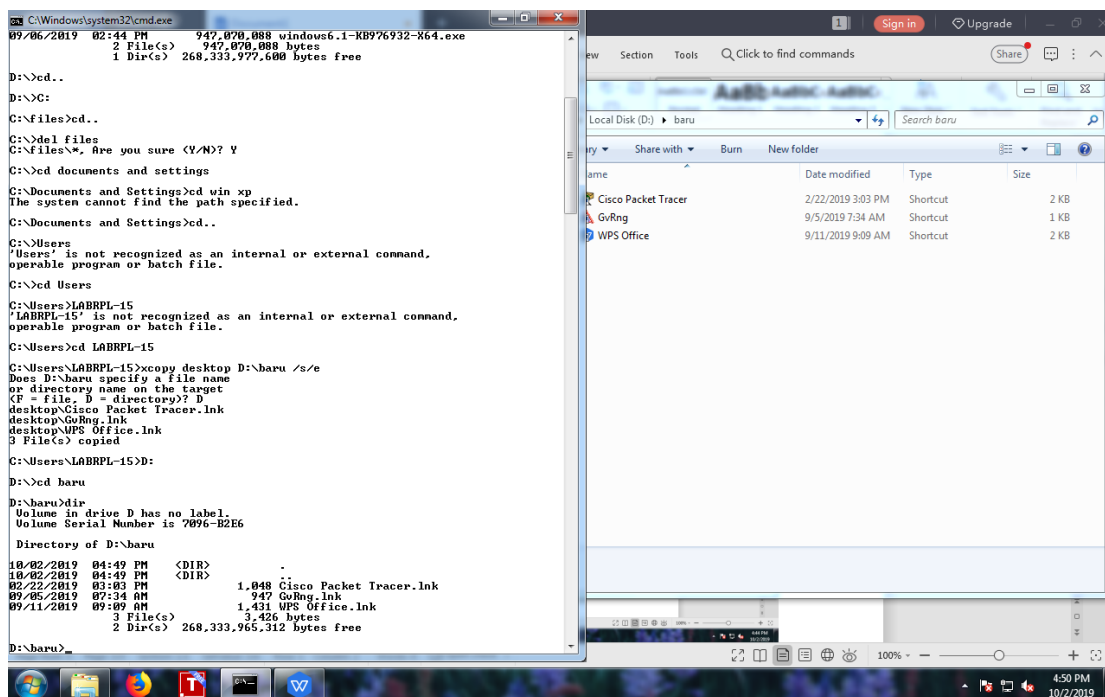 C:\Windows\system32\cmd.exe
09/06/2019  02:44 PM       947,070,088 windows6.1-KB976932-X64.exe
2 File(s)    947,070,088 bytes
1 Dir(s)  268,333,977,600 bytes free
D:\>cd..
D:\>C:
C:\files>cd..
C:\>del files
C:\files\*, Are you sure (Y/N)? Y
C:\>cd documents and settings
C:\Documents and Settings>cd win xp
The system cannot find the path specified.
C:\Documents and Settings>cd..
C:\>Users
'Users' is not recognized as an internal or external command,
operable program or batch file.
C:\>cd Users
C:\Users>LABRPL-15
'LABRPL-15' is not recognized as an internal or external command,
operable program or batch file.
C:\Users>cd LABRPL-15
C:\Users\LABRPL-15>xcopy desktop D:\baru /s/e
Does D:\baru specify a file name
or directory name on the target
(F = file, D = directory)? D
desktop\Cisco Packet Tracer.lnk
desktop\GvRng.lnk
desktop\WPS Office.lnk
3 File(s) copied
C:\Users\LABRPL-15>D:
D:\>cd baru
D:\baru>dir
Volume in drive D has no label.
Volume Serial Number is 7096-B2E6
Directory of D:\baru
10/02/2019  04:49 PM    <DIR>          .
10/02/2019  04:49 PM    <DIR>          ..
02/22/2019  03:03 PM             1,048 Cisco Packet Tracer.lnk
09/05/2019  07:34 AM               947 GvRng.lnk
09/11/2019  09:09 AM             1,431 WPS Office.lnk
3 File(s)          3,426 bytes
2 Dir(s)  268,333,965,312 bytes free
D:\baru>_
1 Sign in Upgrade
ew Section Tools Click to find commands Share
Local Disk (D:) baru Search baru
ry Share with Burn New folder
ame Date modified Type Size
Cisco Packet Tracer 2/22/2019 3:03 PM Shortcut 2 KB
GvRng 9/5/2019 7:34 AM Shortcut 1 KB
WPS Office 9/11/2019 9:09 AM Shortcut 2 KB
100%
4:50 PM
10/2/2019